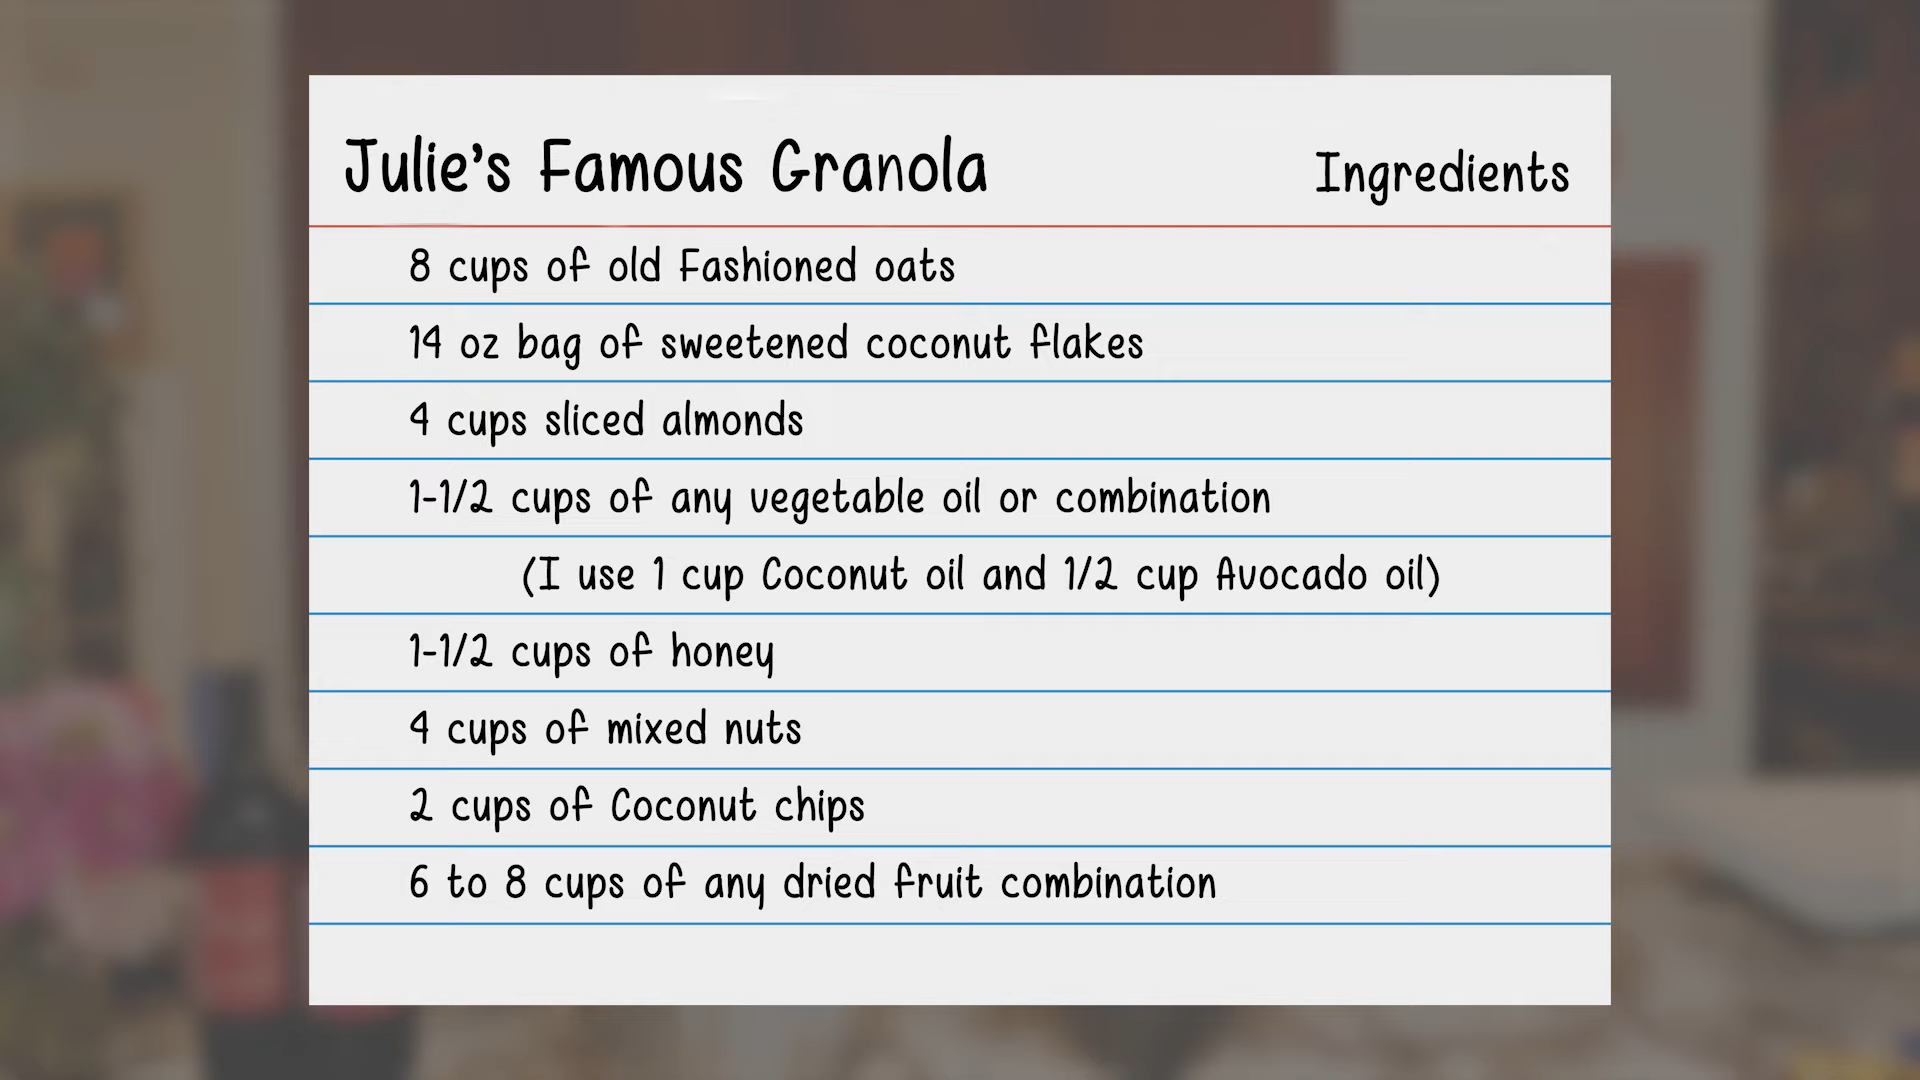 Julie's Famous Granola Ingredients
8 cups of old Fashioned oats
14 oz bag of sweetened coconut flakes
4 cups sliced almonds
1-1/2 cups of any vegetable oil or combination
(I use 1 cup Coconut oil and 1/2 cup Avocado oil)
1-1/2 cups of honey
4 cups of mixed nuts
2 cups of Coconut chips
6 to 8 cups of any dried fruit combination